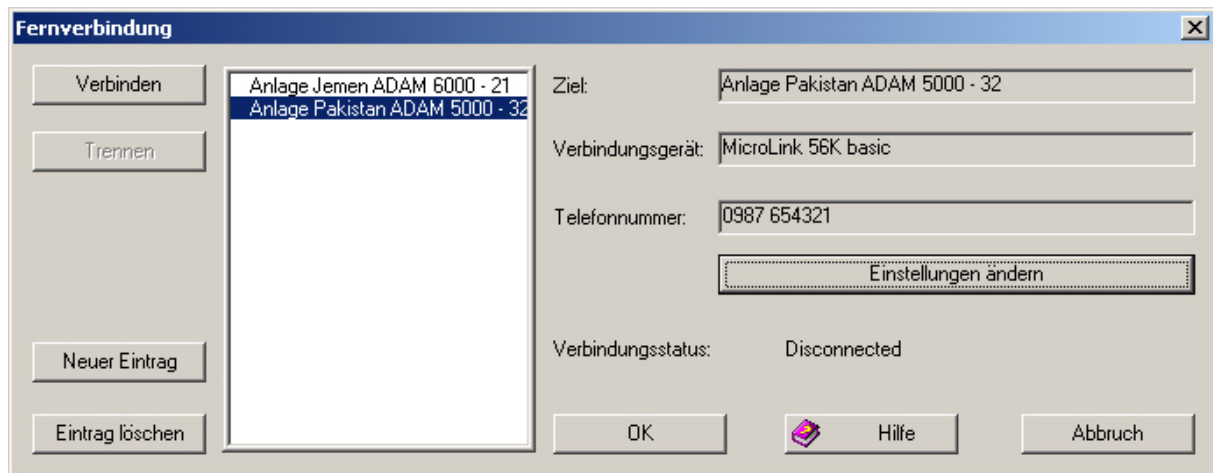 Fernverbindung
Verbinden
Trennen
Neuer Eintrag
Eintrag löschen
Anlage Jemen ADAM 6000 - 21
Anlage Pakistan ADAM 5000 - 32
Ziel:
Anlage Pakistan ADAM 5000 - 32
Verbindungsgerät:
MicroLink 56K basic
Telefonnummer:
0987 654321
Einstellungen ändern
Verbindungsstatus:
Disconnected
OK
Hilfe
Abbruch